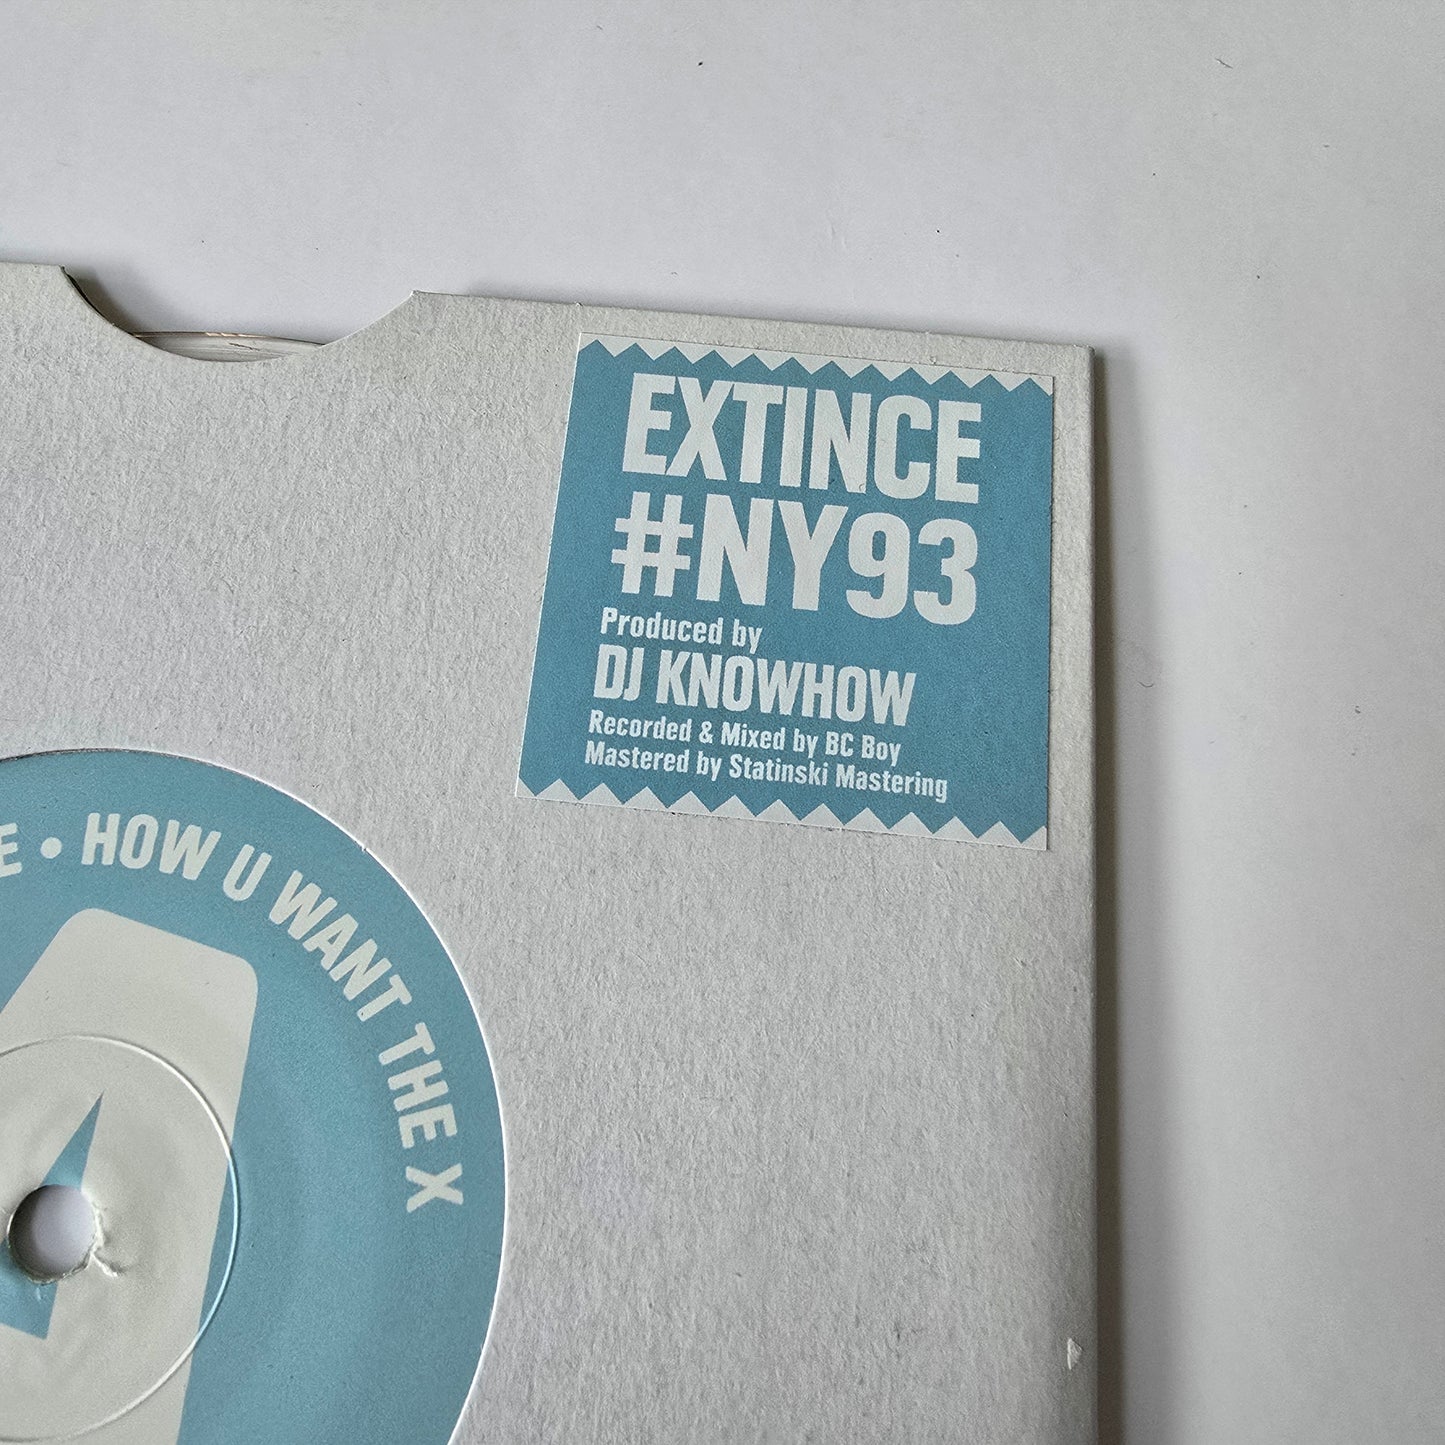 EXTINCE
#NY93
Produced by
DJ KNOWHOW
Recorded & Mixed by BC Boy
Mastered by Statinski Mastering
E • HOW U WANT THE X